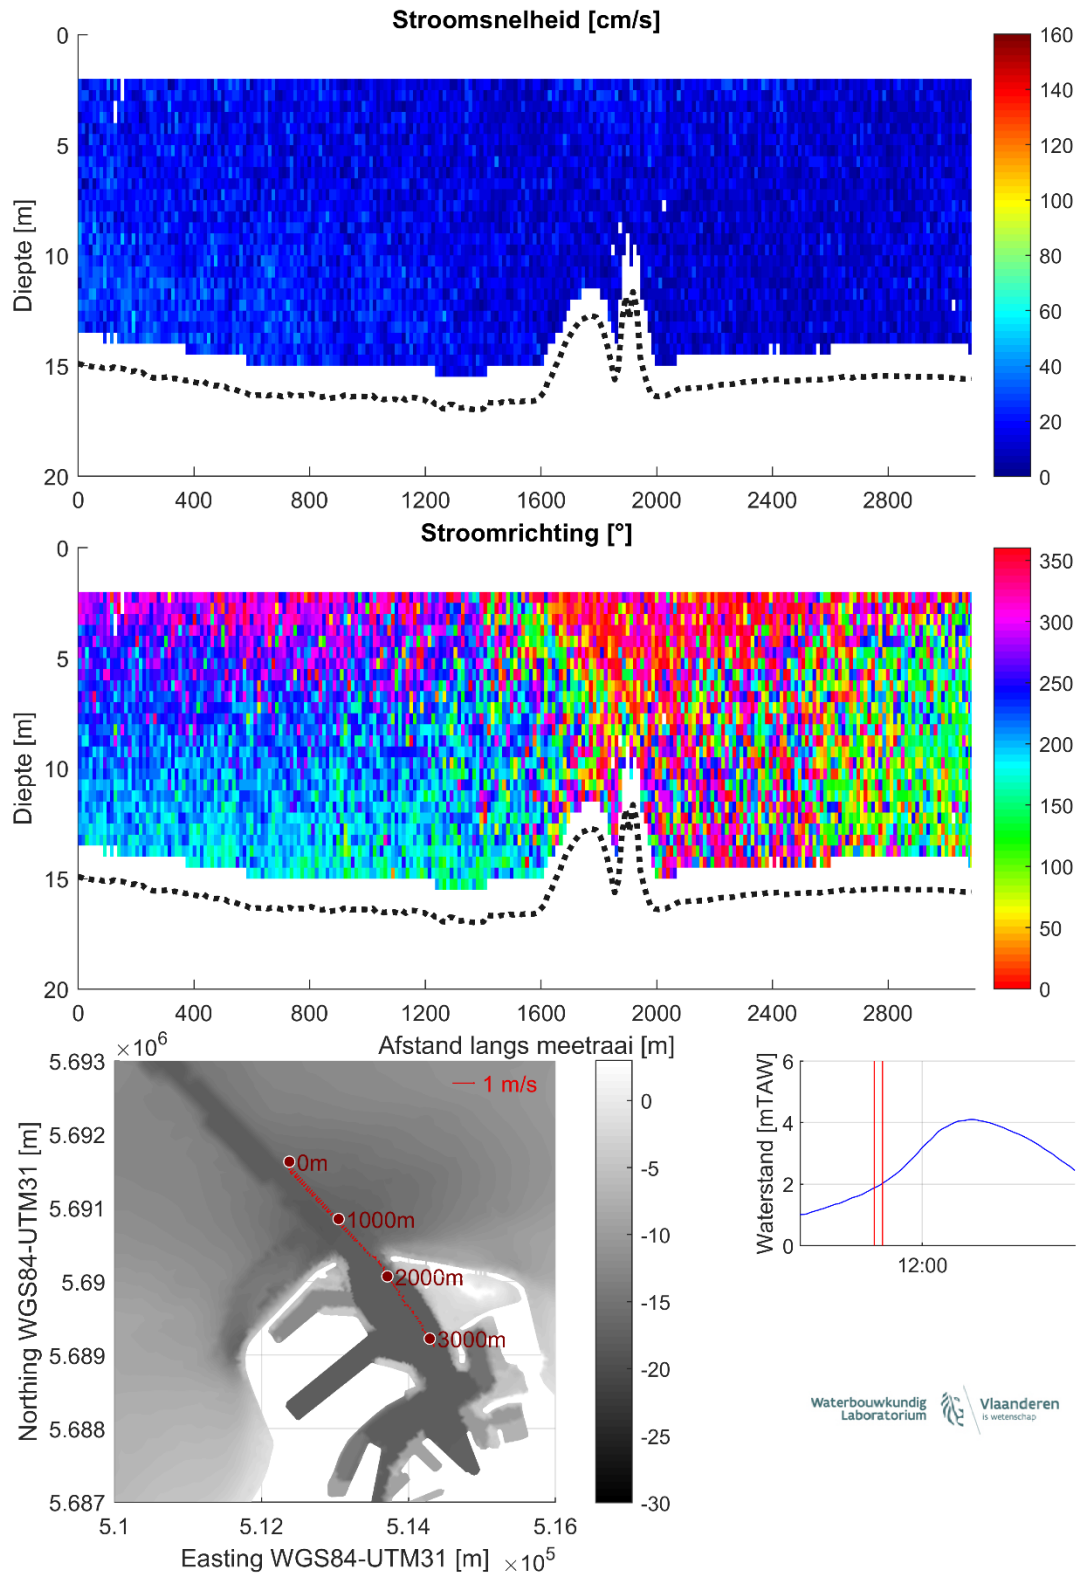 Stroomsnelheid [cm/s]
0
5
10
15
20
Diepte [m]
0 400 800 1200 1600 2000 2400 2800
160
140
120
100
80
60
40
20
0
Stroomrichting [°]
0
5
10
15
20
Diepte [m]
0 400 800 1200 1600 2000 2400 2800
350
300
250
200
150
100
50
0
Afstand langs meetraai [m]
×10⁶
5.693
5.692
5.691
5.69
5.689
5.688
5.687
Northing WGS84-UTM31 [m]
1 m/s
0m
1000m
2000m
3000m
5.1 5.12 5.14 5.16
Easting WGS84-UTM31 [m] ×10⁵
0
-5
-10
-15
-20
-25
-30
Waterstand [mTAW]
6
4
2
0
12:00
Waterbouwkundig
Laboratorium
Vlaanderen
is wetenschap